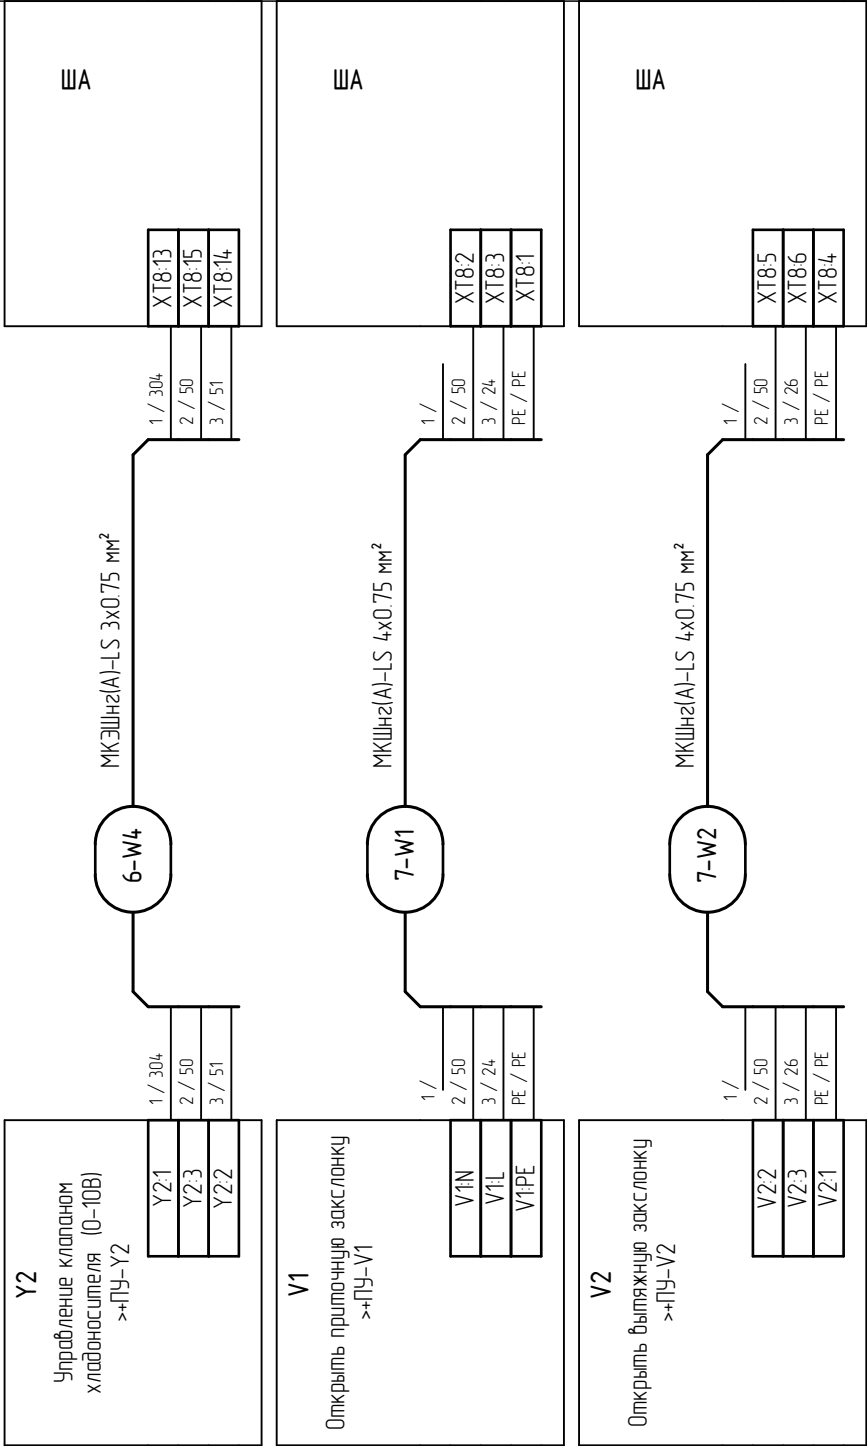 Y2
Управление клапаном
хладоносителя (0-10В)
>+ПУ-Y2
Y2:1
Y2:3
Y2:2
1 / 304
2 / 50
3 / 51
6-W4
МКЭШнг(А)-LS 3х0.75 мм²
1 / 304
2 / 50
3 / 51
XT8:13
XT8:15
XT8:14
ША
V1
Открыть приточную закслонку
>+ПУ-V1
V1:N
V1:L
V1:PE
1 /
2 / 50
3 / 24
PE / PE
7-W1
МКШнг(А)-LS 4х0.75 мм²
1 /
2 / 50
3 / 24
PE / PE
XT8:2
XT8:3
XT8:1
ША
V2
Открыть вытяжную закслонку
>+ПУ-V2
V2:2
V2:3
V2:1
1 /
2 / 50
3 / 26
PE / PE
7-W2
МКШнг(А)-LS 4х0.75 мм²
1 /
2 / 50
3 / 26
PE / PE
XT8:5
XT8:6
XT8:4
ША